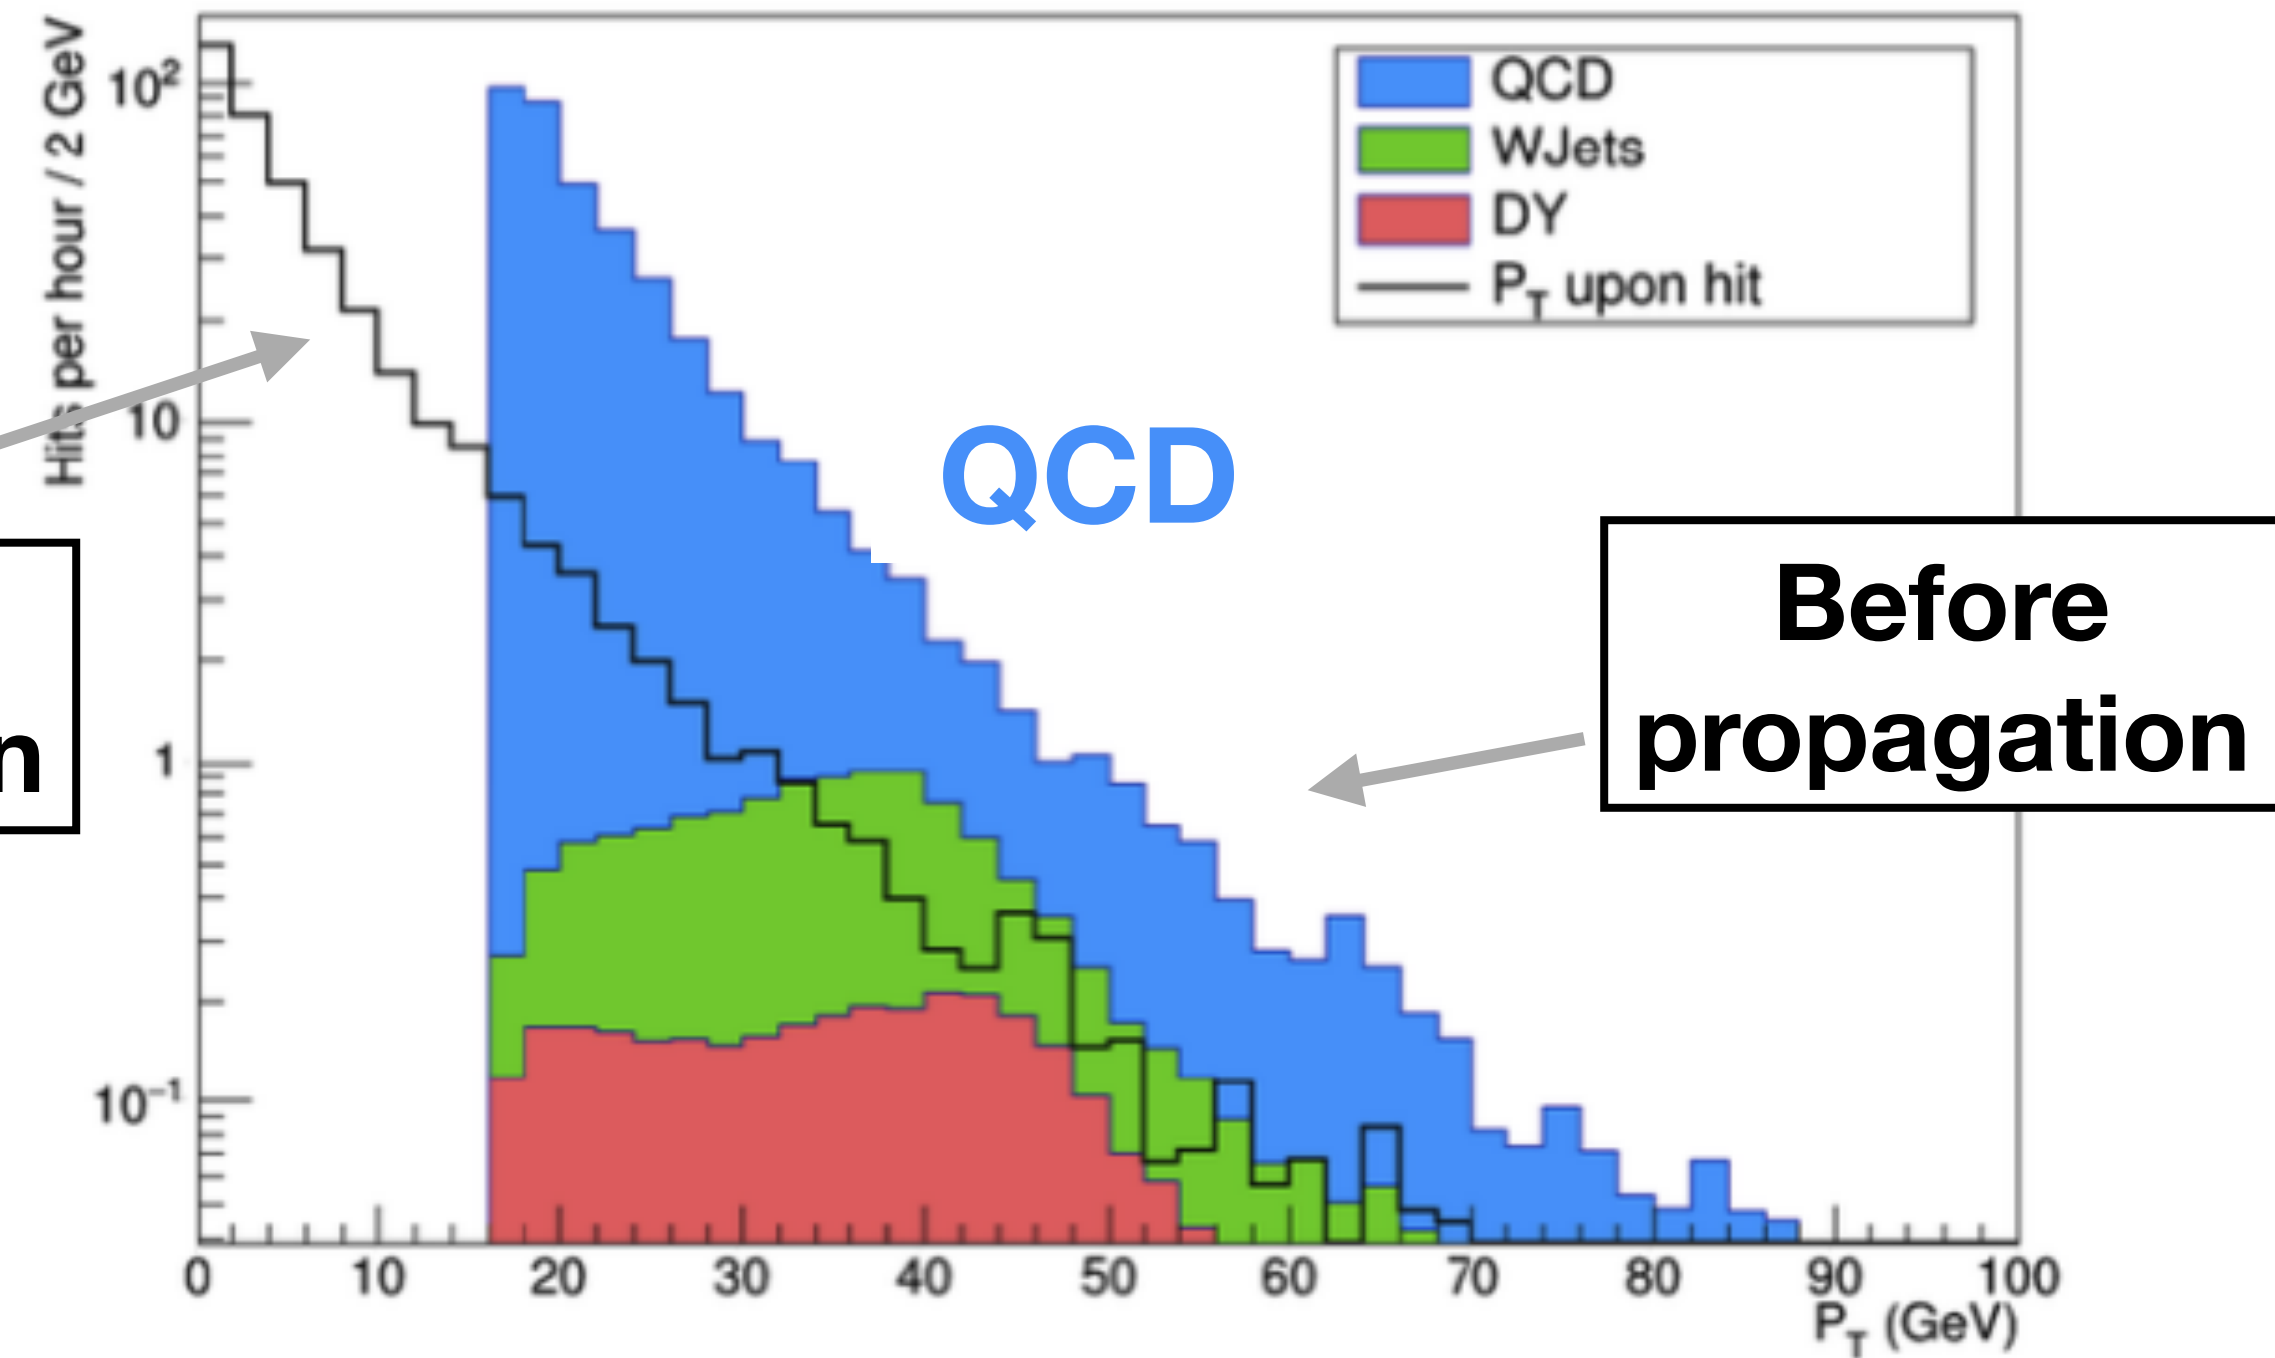 Hits per hour / 2 GeV
10²
10
1
10⁻¹
QCD
WJets
DY
P_T upon hit
QCD
Before
propagation
n
0 10 20 30 40 50 60 70 80 90 100
P_T (GeV)